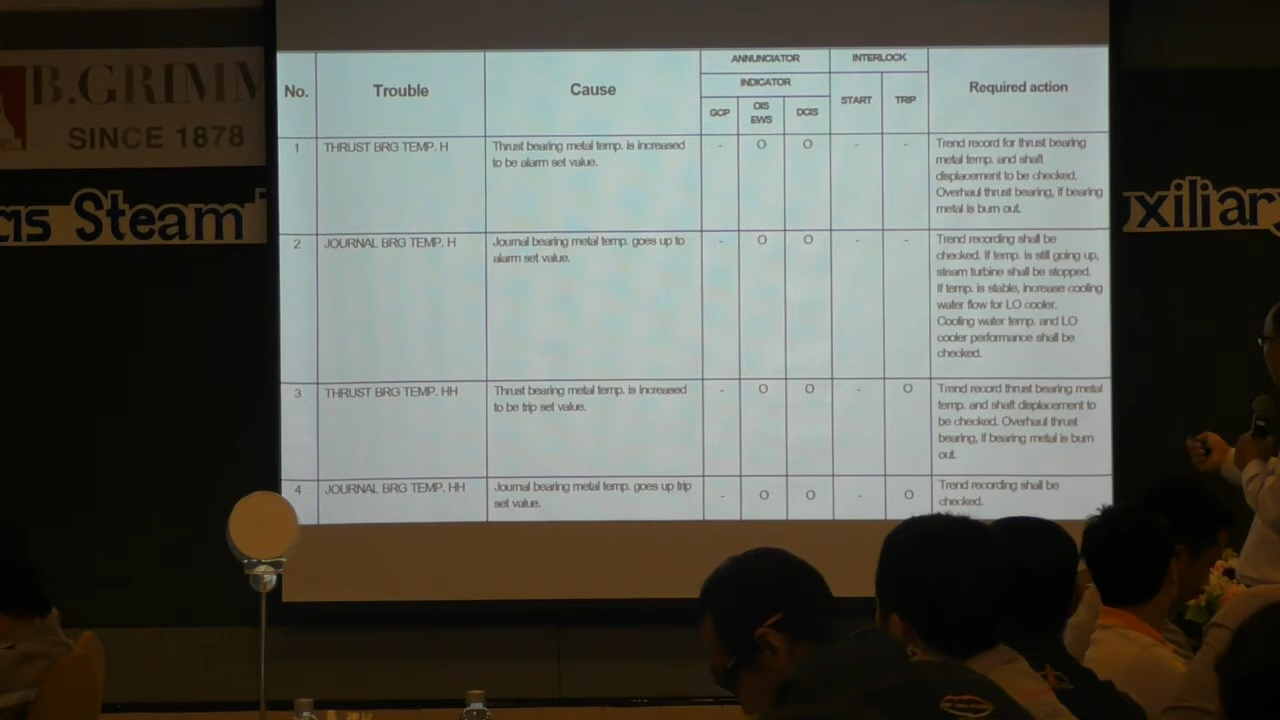 B.GRIMM
SINCE 1878
Steam
uxiliary
No.
Trouble
Cause
ANNUNCIATOR
INDICATOR
GCP
OIS
EWS
DCIS
INTERLOCK
START
TRIP
Required action
1
THRUST BRG TEMP. H
Thrust bearing metal temp. is increased
to be alarm set value.
-
O
O
-
-
Trend record for thrust bearing
metal temp. and shaft
displacement to be checked.
Overhaul thrust bearing, if bearing
metal is burn out.
2
JOURNAL BRG TEMP. H
Journal bearing metal temp. goes up to
alarm set value.
-
O
O
-
-
Trend recording shall be
checked. If temp. is still going up,
steam turbine shall be stopped.
If temp. is stable, increase cooling
water flow for LO cooler.
Cooling water temp. and LO
cooler performance shall be
checked.
3
THRUST BRG TEMP. HH
Thrust bearing metal temp. is increased
to be trip set value.
-
O
O
-
O
Trend record thrust bearing metal
temp. and shaft displacement to
be checked. Overhaul thrust
bearing, if bearing metal is burn
out.
4
JOURNAL BRG TEMP. HH
Journal bearing metal temp. goes up trip
set value.
-
O
O
-
O
Trend recording shall be
checked.